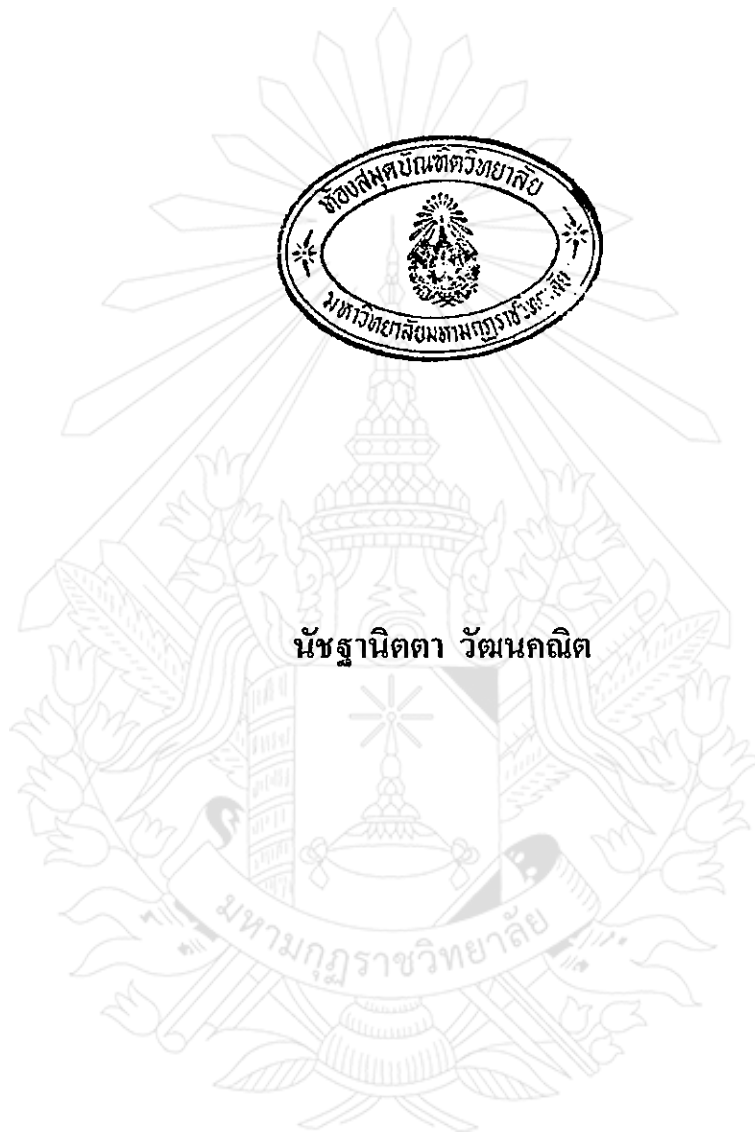 ห้องสมุดบัณฑิตวิทยาลัย
มหาวิทยาลัยมหามกุฏราชวิทยาลัย
นัชฐานิตตา วัฒนคณิต
มหามกุฏราชวิทยาลัย